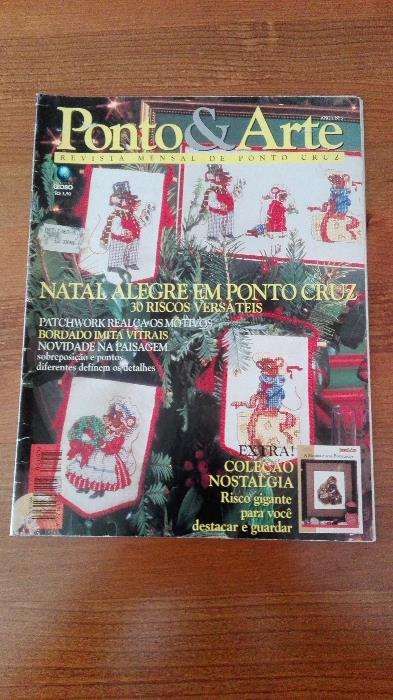 Ponto & Arte
REVISTA MENSAL DE PONTO CRUZ
GLOBO
NATAL ALEGRE EM PONTO CRUZ
30 RISCOS VERSÁTEIS
PATCHWORK REALÇA OS MOTIVOS
BORDADO IMITA VITRAIS
NOVIDADE NA PAISAGEM
sobreposição e pontos
diferentes definem os detalhes
EXTRA!
COLEÇÃO
NOSTALGIA
Risco gigante
para você
destacar e guardar